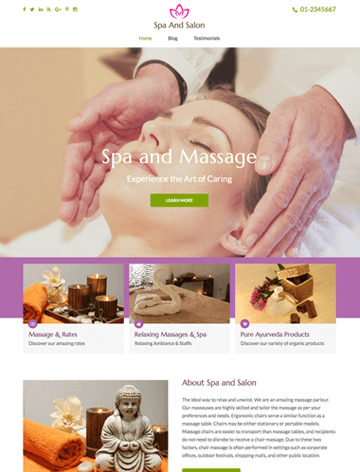 01-2345667
Spa And Salon
Home Blog Testimonials
Spa and Massage
Experience the Art of Caring
LEARN MORE
Massage & Rates
Discover our amazing rates
Relaxing Massages & Spa
Relaxing Ambiance & Staffs
Pure Ayurveda Products
Discover our variety of organic products
About Spa and Salon
The ideal way to relax and unwind. We are an amazing massage parlour.
Our masseuses are highly skilled and tailor the massage as per your
preferences and needs. Ergonomic chairs serve a similar function as a
massage table. Chairs may be either stationary or portable models.
Massage chairs are easier to transport than massage tables, and recipients
do not need to disrobe to receive a chair massage. Due to these two
factors, chair massage is often performed in settings such as corporate
offices, outdoor festivals, shopping malls, and other public location.